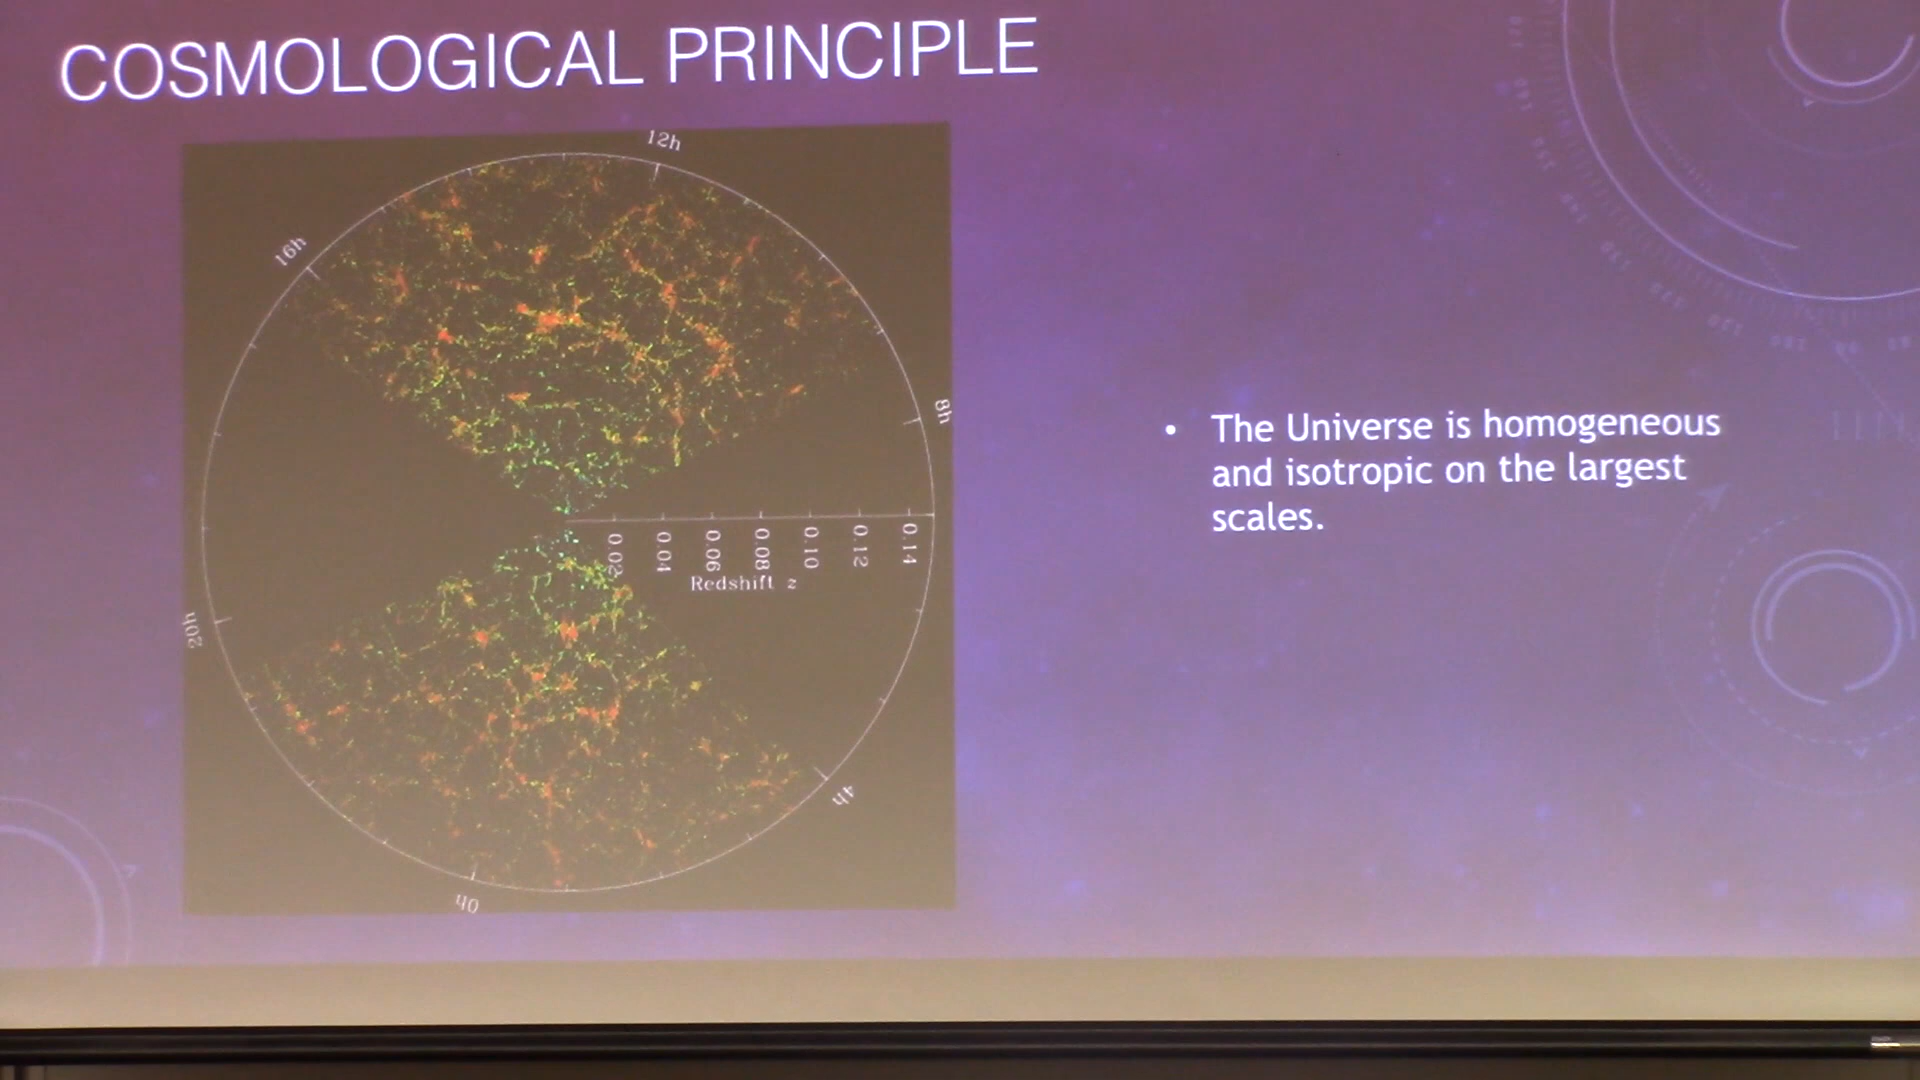 COSMOLOGICAL PRINCIPLE
12h
16h
8h
20h
4h
0h
0.02
0.04
0.06
0.08
0.10
0.12
0.14
Redshift z
• The Universe is homogeneous
and isotropic on the largest
scales.